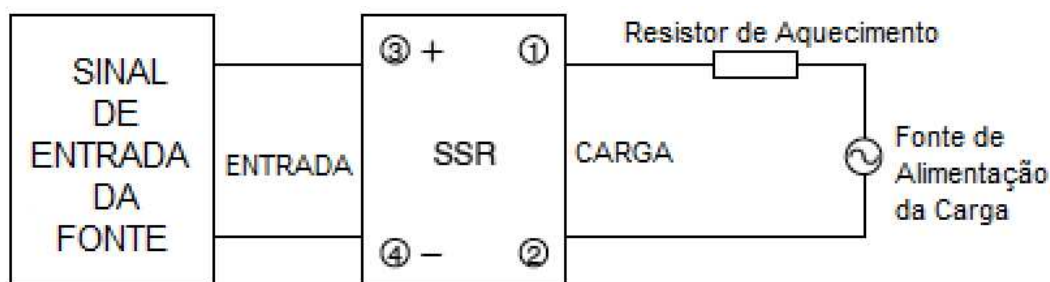 SINAL
DE
ENTRADA
DA
FONTE
ENTRADA
③ +
①
SSR
④ −
②
CARGA
Resistor de Aquecimento
Fonte de
Alimentação
da Carga